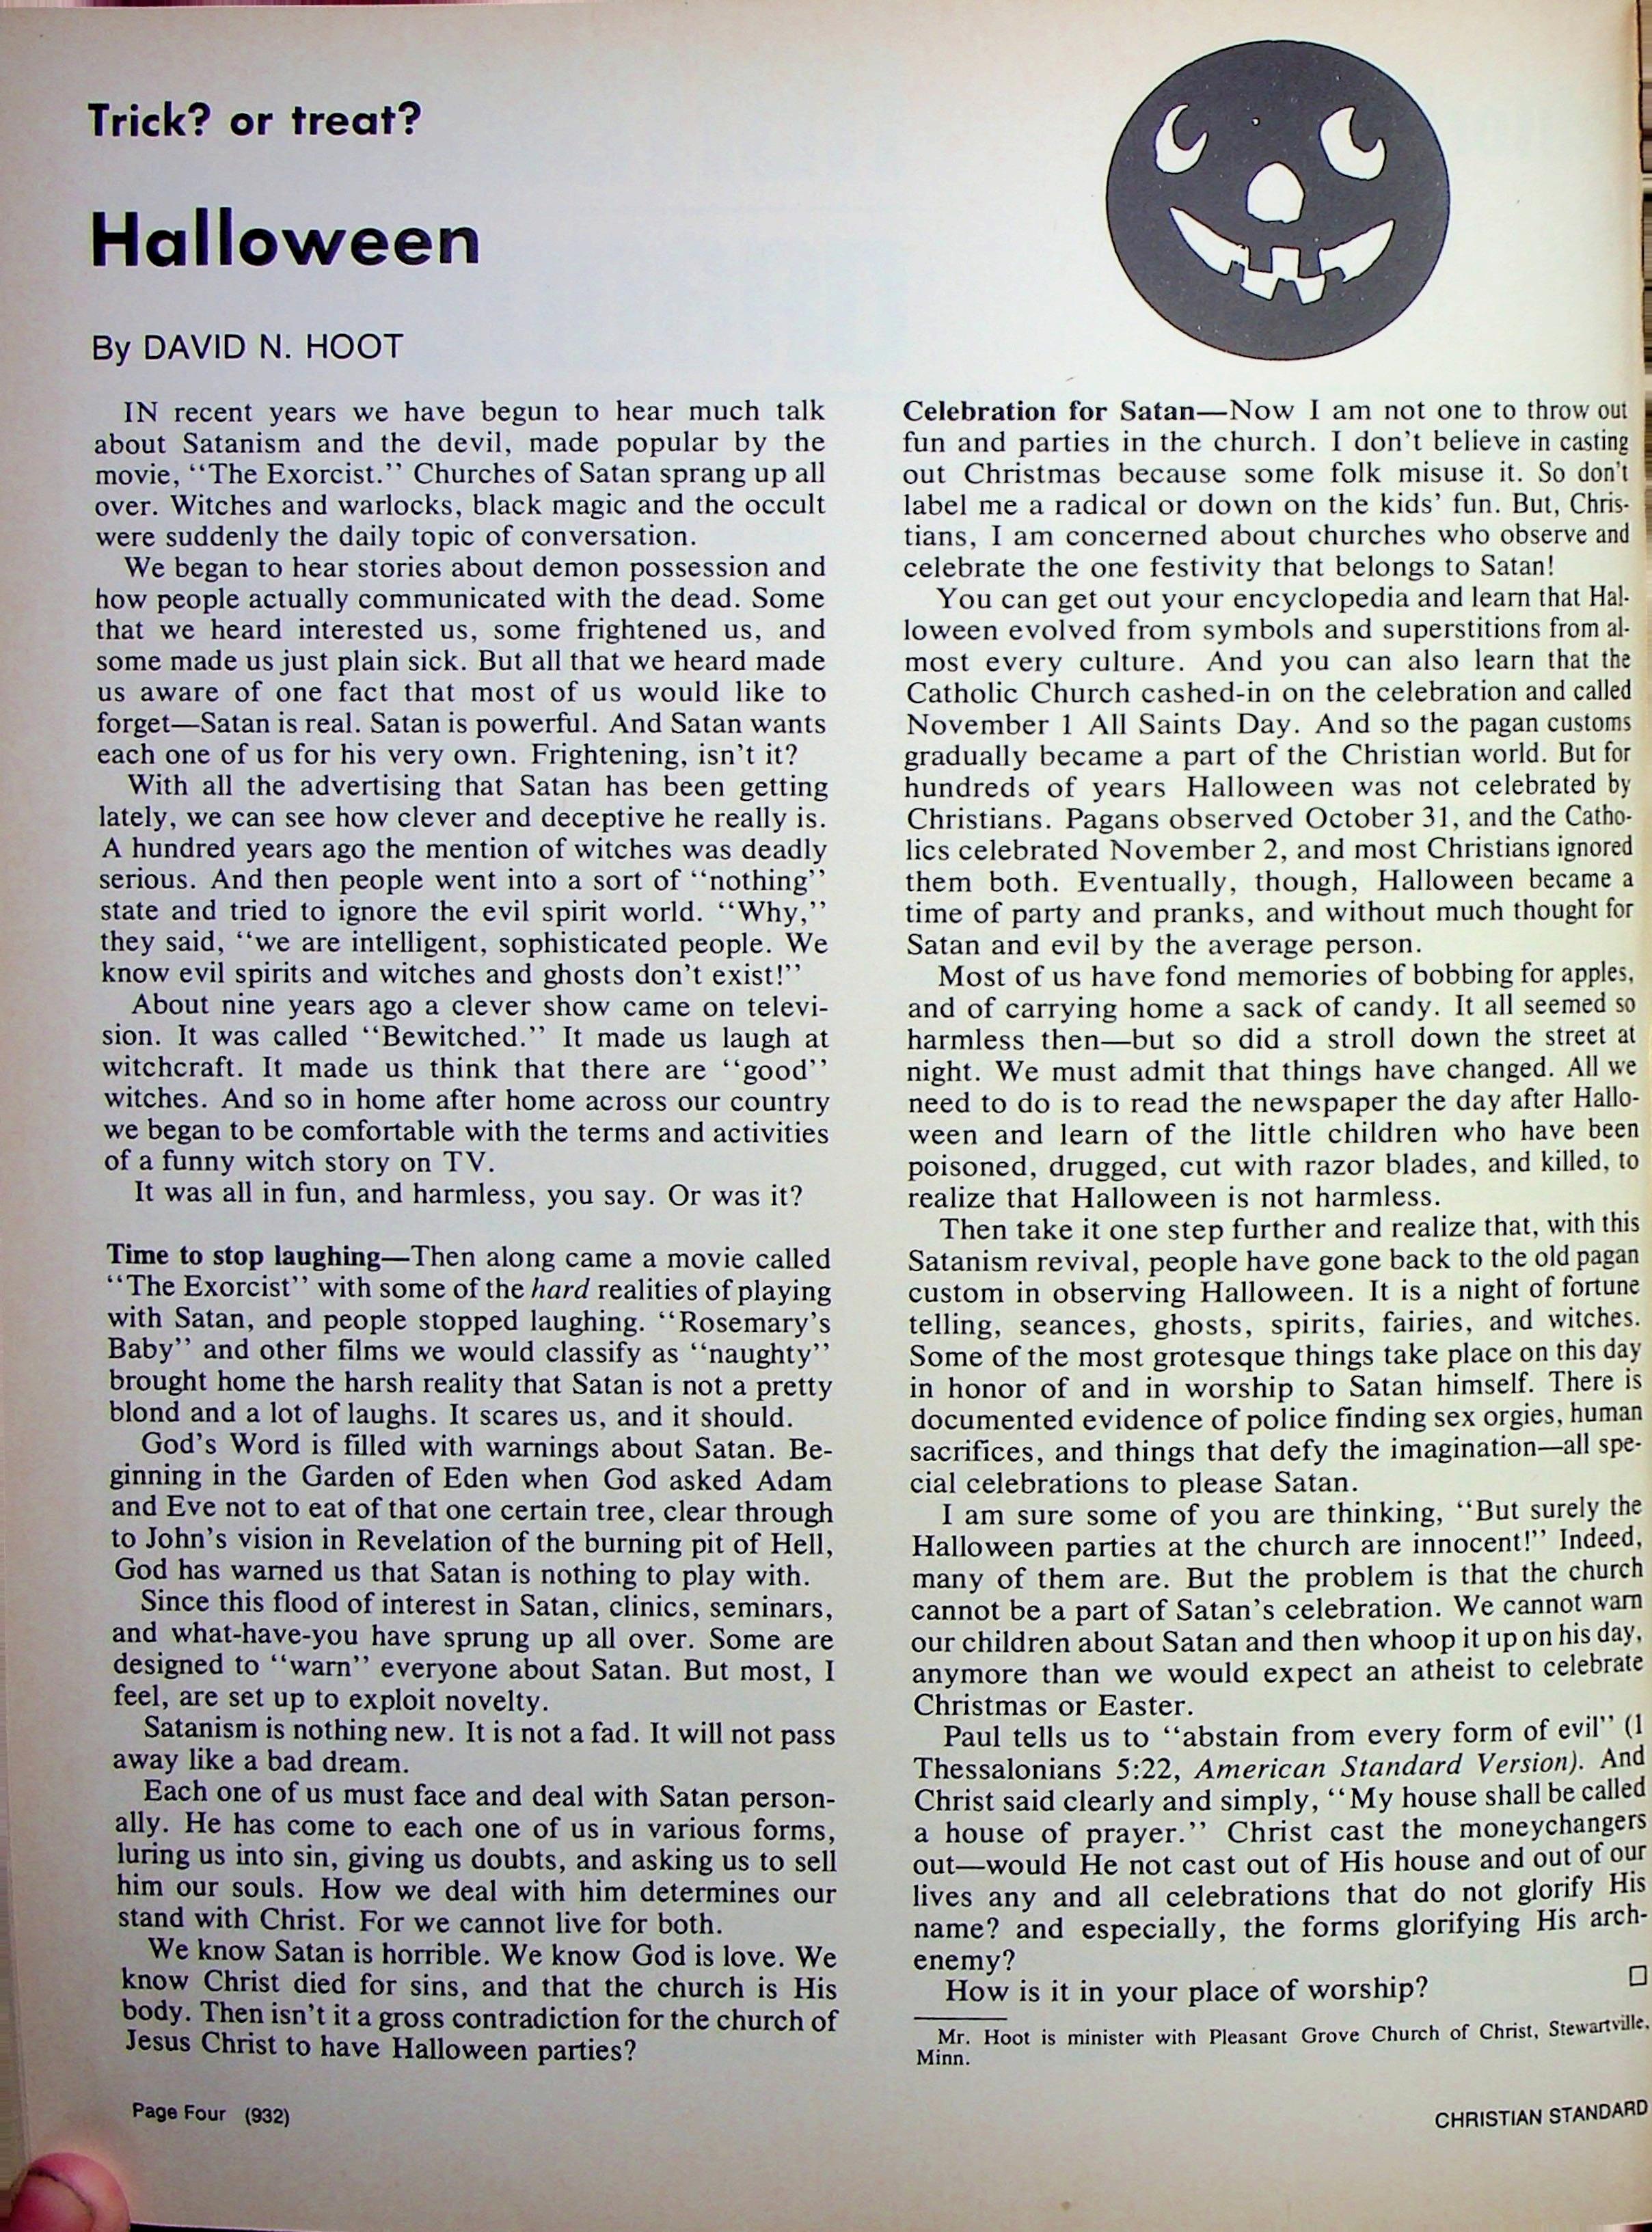 Trick? or treat?
Halloween
By DAVID N. HOOT
IN recent years we have begun to hear much talk
about Satanism and the devil, made popular by the
movie, ‘‘The Exorcist.’’ Churches of Satan sprang up all
over. Witches and warlocks, black magic and the occult
were suddenly the daily topic of conversation.
We began to hear stories about demon possession and
how people actually communicated with the dead. Some
that we heard interested us, some frightened us, and
some made us just plain sick. But all that we heard made
us aware of one fact that most of us would like to
forget—Satan is real. Satan is powerful. And Satan wants
each one of us for his very own. Frightening, isn't it?
With all the advertising that Satan has been getting
lately, we can see how clever and deceptive he really is.
A hundred years ago the mention of witches was deadly
serious. And then people went into a sort of ‘‘nothing’’
state and tried to ignore the evil spirit world. ‘‘Why,’’
they said, ‘‘we are intelligent, sophisticated people. We
know evil spirits and witches and ghosts don't exist!’’
About nine years ago a clever show came on televi-
sion. It was called ‘‘Bewitched.’’ It made us laugh at
witchcraft. It made us think that there are ‘‘good’’
witches. And so in home after home across our country
we began to be comfortable with the terms and activities
of a funny witch story on TV.
It was all in fun, and harmless, you say. Or was it?
Time to stop laughing—Then along came a movie called
‘‘The Exorcist’’ with some of the hard realities of playing
with Satan, and people stopped laughing. ‘‘Rosemary's
Baby’’ and other films we would classify as ‘‘naughty’’
brought home the harsh reality that Satan is not a pretty
blond and a lot of laughs. It scares us, and it should.
God's Word is filled with warnings about Satan. Be-
ginning in the Garden of Eden when God asked Adam
and Eve not to eat of that one certain tree, clear through
to John's vision in Revelation of the burning pit of Hell,
God has warned us that Satan is nothing to play with.
Since this flood of interest in Satan, clinics, seminars,
and what-have-you have sprung up all over. Some are
designed to ‘‘warn’’ everyone about Satan. But most, I
feel, are set up to exploit novelty.
Satanism is nothing new. It is not a fad. It will not pass
away like a bad dream.
Each one of us must face and deal with Satan person-
ally. He has come to each one of us in various forms,
luring us into sin, giving us doubts, and asking us to sell
him our souls. How we deal with him determines our
stand with Christ. For we cannot live for both.
We know Satan is horrible. We know God is love. We
know Christ died for sins, and that the church is His
body. Then isn't it a gross contradiction for the church of
Jesus Christ to have Halloween parties?
Celebration for Satan—Now I am not one to throw out
fun and parties in the church. I don't believe in casting
out Christmas because some folk misuse it. So don't
label me a radical or down on the kids' fun. But, Chris-
tians, I am concerned about churches who observe and
celebrate the one festivity that belongs to Satan!
You can get out your encyclopedia and learn that Hal-
loween evolved from symbols and superstitions from al-
most every culture. And you can also learn that the
Catholic Church cashed-in on the celebration and called
November 1 All Saints Day. And so the pagan customs
gradually became a part of the Christian world. But for
hundreds of years Halloween was not celebrated by
Christians. Pagans observed October 31, and the Catho-
lics celebrated November 2, and most Christians ignored
them both. Eventually, though, Halloween became a
time of party and pranks, and without much thought for
Satan and evil by the average person.
Most of us have fond memories of bobbing for apples,
and of carrying home a sack of candy. It all seemed so
harmless then—but so did a stroll down the street at
night. We must admit that things have changed. All we
need to do is to read the newspaper the day after Hallo-
ween and learn of the little children who have been
poisoned, drugged, cut with razor blades, and killed, to
realize that Halloween is not harmless.
Then take it one step further and realize that, with this
Satanism revival, people have gone back to the old pagan
custom in observing Halloween. It is a night of fortune
telling, seances, ghosts, spirits, fairies, and witches.
Some of the most grotesque things take place on this day
in honor of and in worship to Satan himself. There is
documented evidence of police finding sex orgies, human
sacrifices, and things that defy the imagination—all spe-
cial celebrations to please Satan.
I am sure some of you are thinking, ‘‘But surely the
Halloween parties at the church are innocent!’’ Indeed,
many of them are. But the problem is that the church
cannot be a part of Satan's celebration. We cannot warn
our children about Satan and then whoop it up on his day,
anymore than we would expect an atheist to celebrate
Christmas or Easter.
Paul tells us to ‘‘abstain from every form of evil’’ (1
Thessalonians 5:22, American Standard Version). And
Christ said clearly and simply, ‘‘My house shall be called
a house of prayer.’’ Christ cast the moneychangers
out—would He not cast out of His house and out of our
lives any and all celebrations that do not glorify His
name? and especially, the forms glorifying His arch-
enemy?
How is it in your place of worship? □
Mr. Hoot is minister with Pleasant Grove Church of Christ, Stewartville,
Minn.
Page Four (932)
CHRISTIAN STANDARD